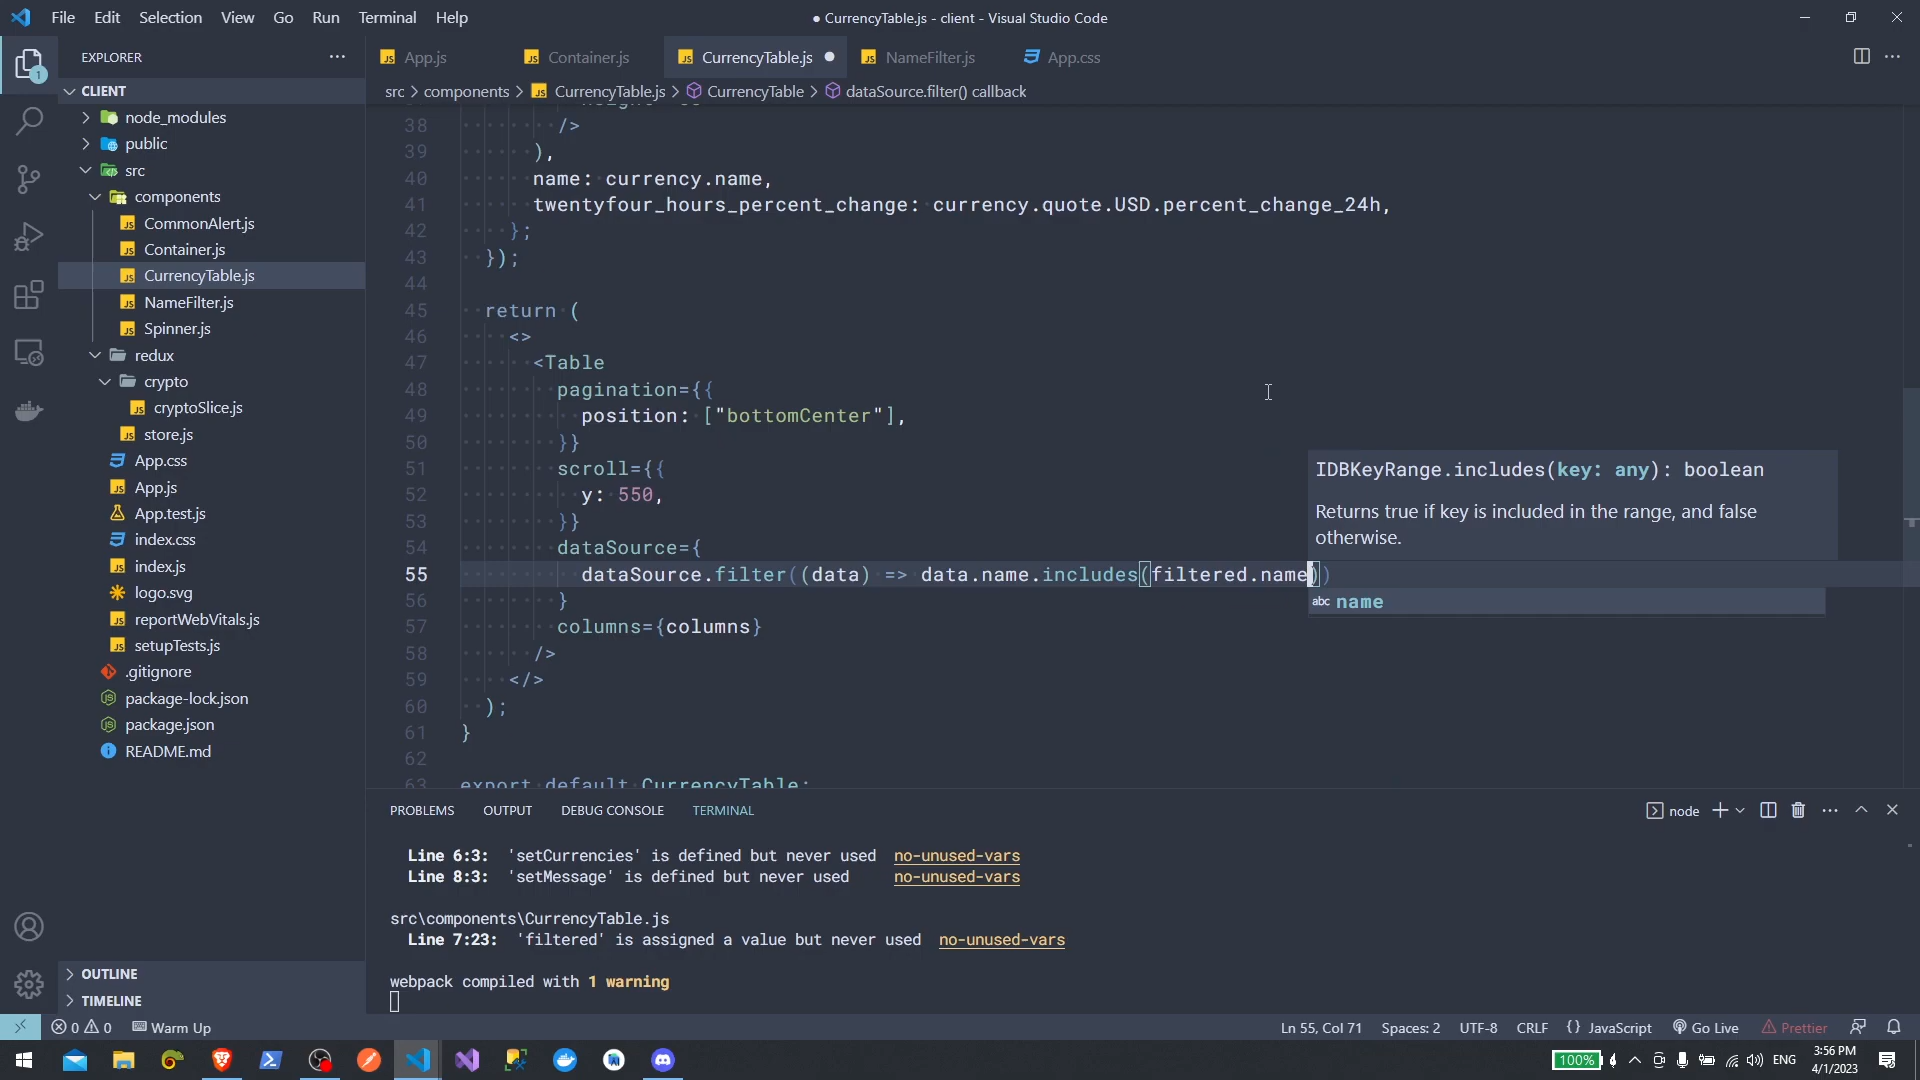 File Edit Selection View Go Run Terminal Help
● CurrencyTable.js - client - Visual Studio Code
EXPLORER
App.js
Container.js
CurrencyTable.js
NameFilter.js
App.css
src > components > CurrencyTable.js > CurrencyTable > dataSource.filter() callback
1
CLIENT
node_modules
public
src
components
CommonAlert.js
Container.js
CurrencyTable.js
NameFilter.js
Spinner.js
redux
crypto
cryptoSlice.js
store.js
App.css
App.js
App.test.js
index.css
index.js
logo.svg
reportWebVitals.js
setupTests.js
.gitignore
package-lock.json
package.json
README.md
OUTLINE
TIMELINE
38 />
39 ),
40 name: currency.name,
41 twentyfour_hours_percent_change: currency.quote.USD.percent_change_24h,
42 };
43 });
44
45 return (
46 <>
47 <Table
48 pagination={{
49 position: ["bottomCenter"],
50 }}
51 scroll={{
52 y: 550,
53 }}
54 dataSource={
55 dataSource.filter((data) => data.name.includes(filtered.name))
56 }
57 columns={columns}
58 />
59 </>
60 );
61 }
62
63 export default CurrencyTable;
IDBKeyRange.includes(key: any): boolean
Returns true if key is included in the range, and false
otherwise.
abc name
PROBLEMS OUTPUT DEBUG CONSOLE TERMINAL
node
Line 6:3: 'setCurrencies' is defined but never used no-unused-vars
Line 8:3: 'setMessage' is defined but never used no-unused-vars
src\components\CurrencyTable.js
Line 7:23: 'filtered' is assigned a value but never used no-unused-vars
webpack compiled with 1 warning
0 0 Warm Up
Ln 55, Col 71 Spaces: 2 UTF-8 CRLF {} JavaScript Go Live Prettier
100% ENG
3:56 PM
4/1/2023